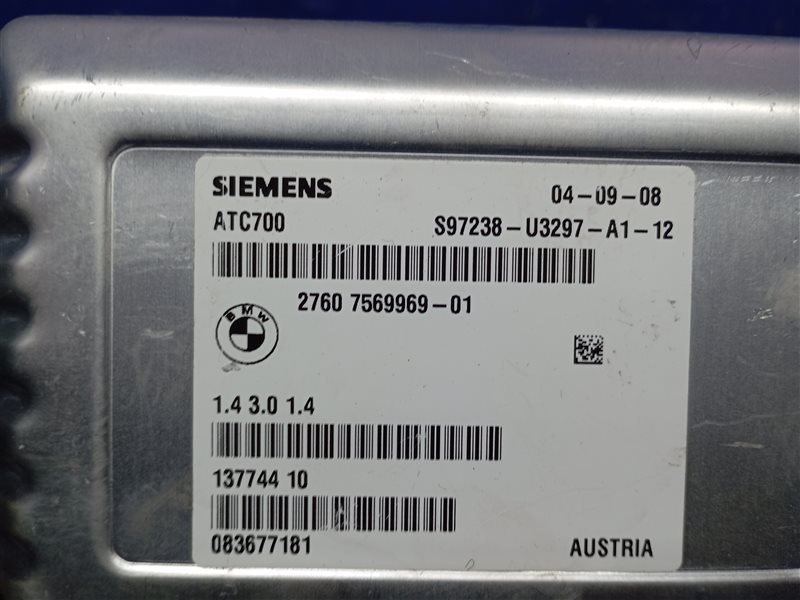 SIEMENS 04-09-08
ATC700 S97238-U3297-A1-12
2760 7569969-01
BMW
1.4 3.0 1.4
137744 10
083677181 AUSTRIA